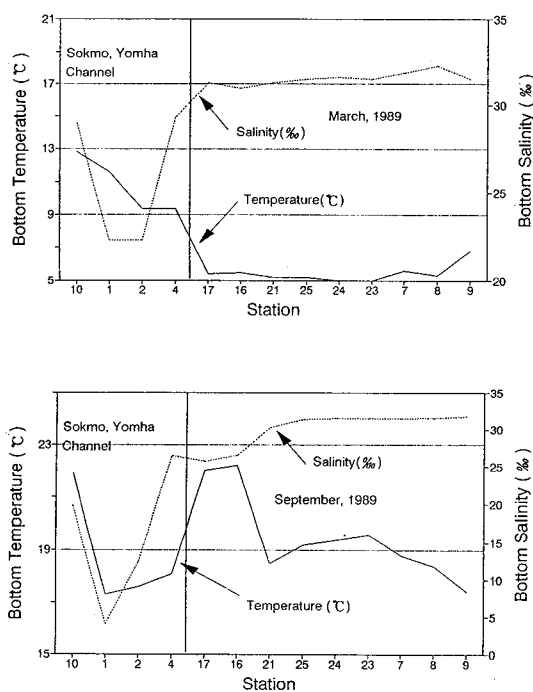 21
17
13
9
5
Bottom Temperature (℃)
Sokmo, Yomha
Channel
Salinity(‰)
March, 1989
Temperature(℃)
35
30
25
20
Bottom Salinity (‰)
10 1 2 4 17 16 21 25 24 23 7 8 9
Station
23
19
15
Bottom Temperature (℃)
Sokmo, Yomha
Channel
Salinity(‰)
September, 1989
Temperature (℃)
35
30
25
20
15
10
5
0
Bottom Salinity (‰)
10 1 2 4 17 16 21 25 24 23 7 8 9
Station